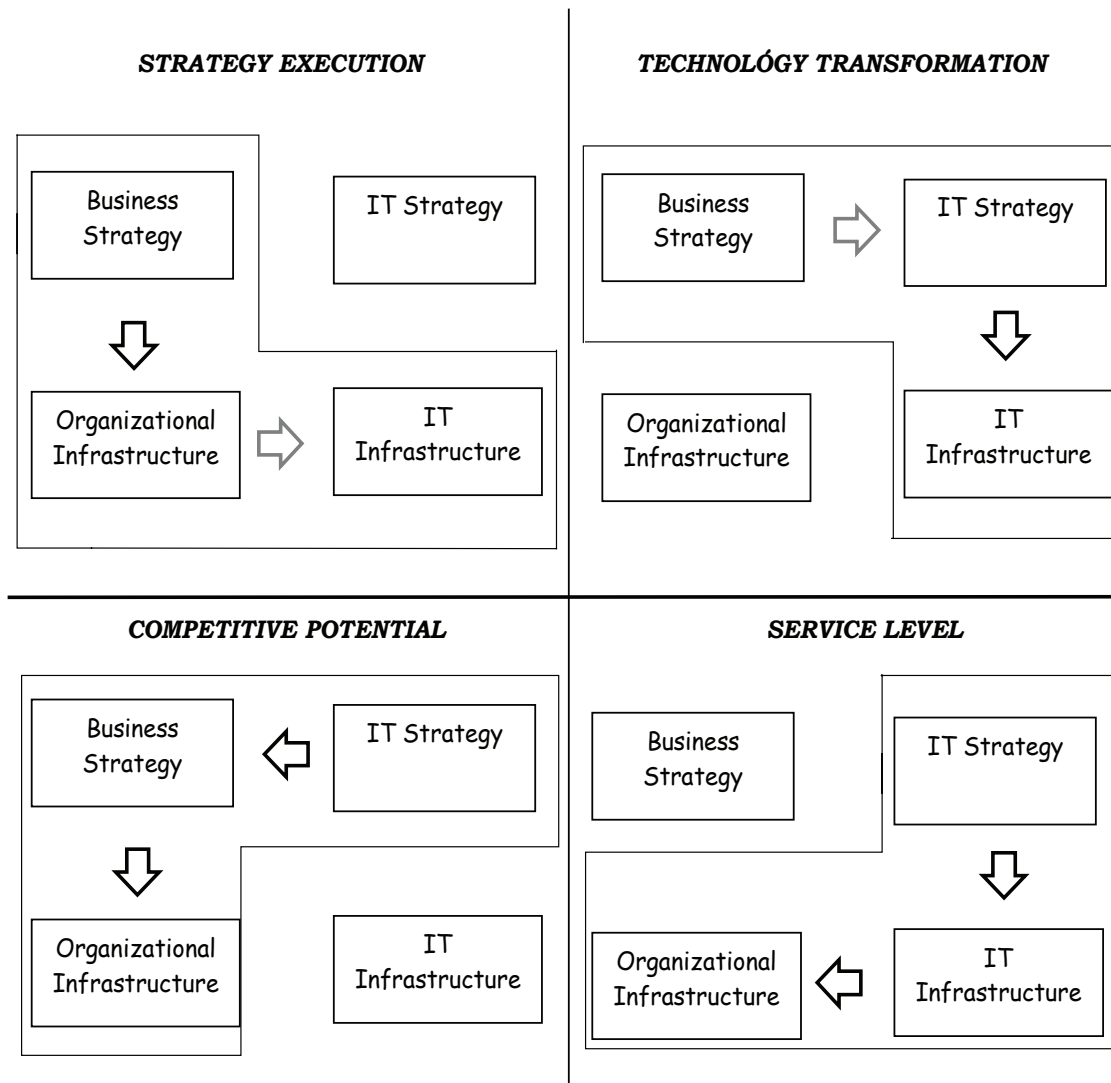 STRATEGY EXECUTION
Business
Strategy
IT Strategy
Organizational
Infrastructure
IT
Infrastructure
TECHNOLÓGY TRANSFORMATION
Business
Strategy
IT Strategy
Organizational
Infrastructure
IT
Infrastructure
COMPETITIVE POTENTIAL
Business
Strategy
IT Strategy
Organizational
Infrastructure
IT
Infrastructure
SERVICE LEVEL
Business
Strategy
IT Strategy
Organizational
Infrastructure
IT
Infrastructure